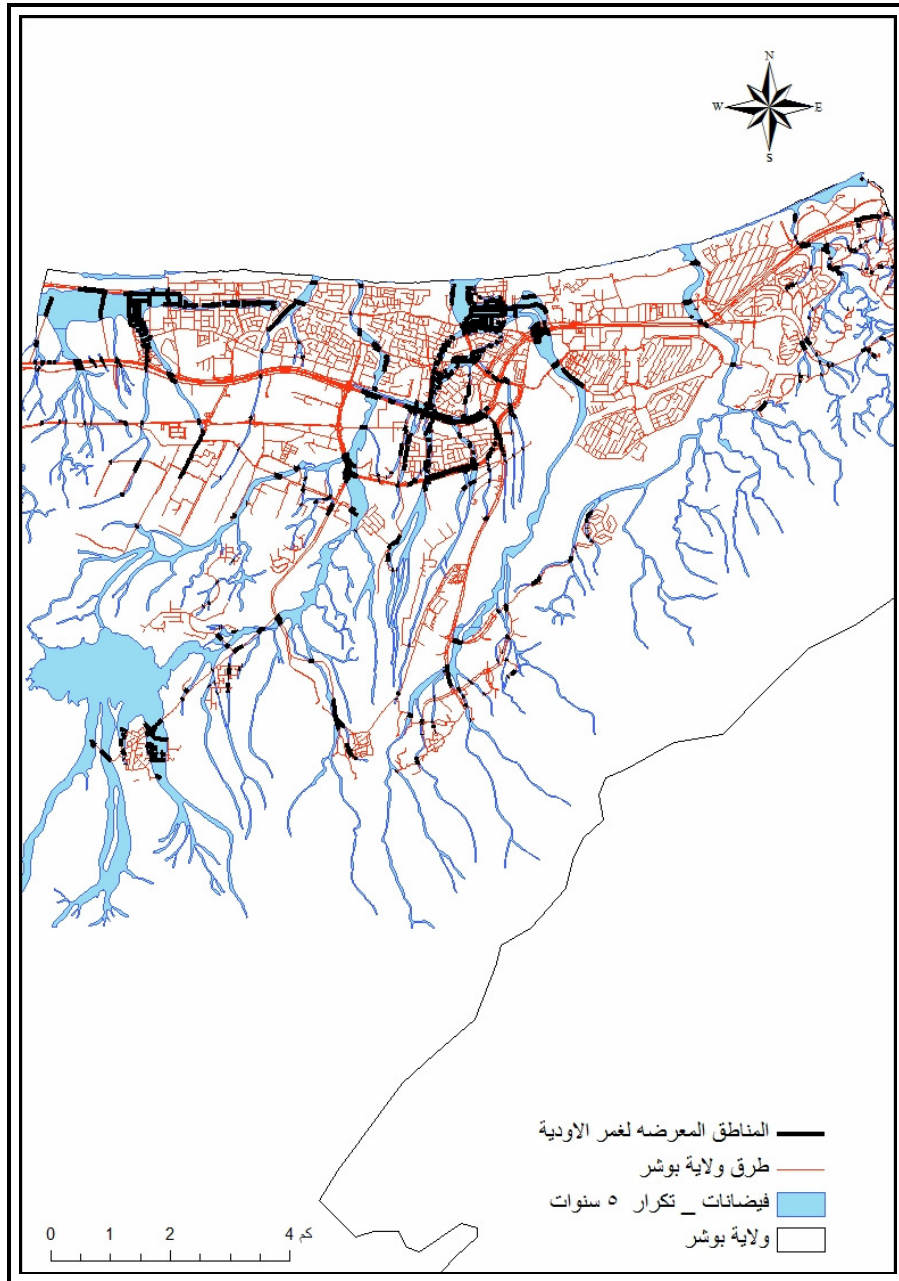 N
W E
S
المناطق المعرضه لغمر الاودية
طرق ولاية بوشر
فيضانات _ تكرار ٥ سنوات
ولاية بوشر
0 1 2 4 كم